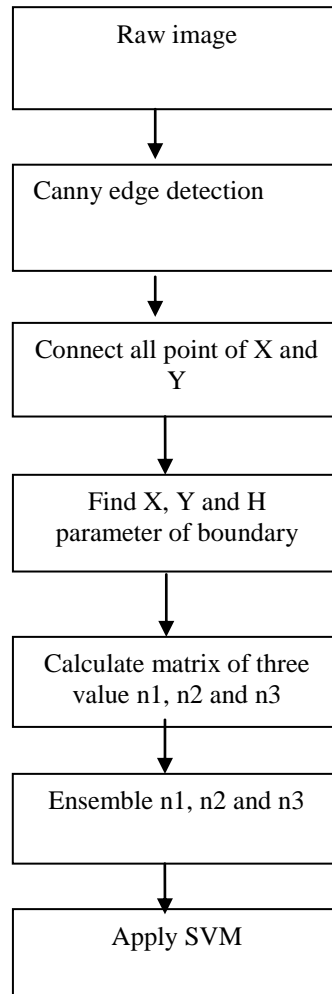 Raw image
Canny edge detection
Connect all point of X and
Y
Find X, Y and H
parameter of boundary
Calculate matrix of three
value n1, n2 and n3
Ensemble n1, n2 and n3
Apply SVM